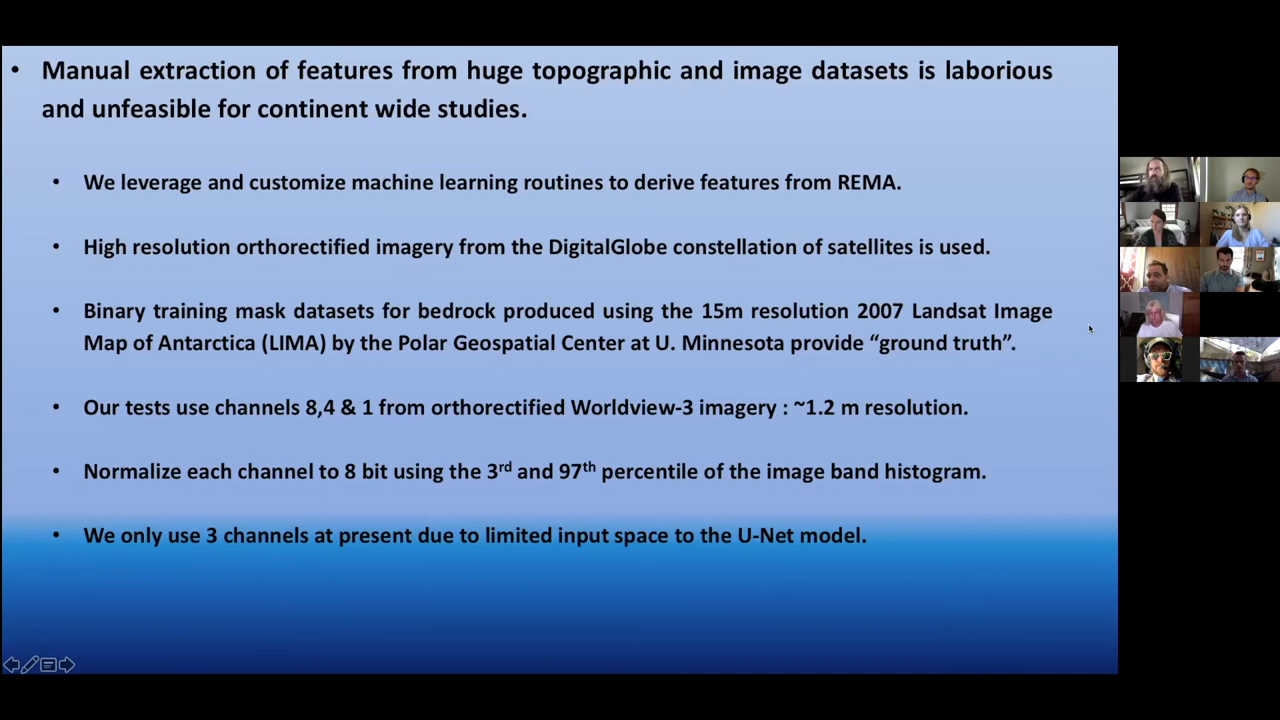 • Manual extraction of features from huge topographic and image datasets is laborious
and unfeasible for continent wide studies.
• We leverage and customize machine learning routines to derive features from REMA.
• High resolution orthorectified imagery from the DigitalGlobe constellation of satellites is used.
• Binary training mask datasets for bedrock produced using the 15m resolution 2007 Landsat Image
Map of Antarctica (LIMA) by the Polar Geospatial Center at U. Minnesota provide “ground truth”.
• Our tests use channels 8,4 & 1 from orthorectified Worldview-3 imagery : ~1.2 m resolution.
• Normalize each channel to 8 bit using the 3rd and 97th percentile of the image band histogram.
• We only use 3 channels at present due to limited input space to the U-Net model.